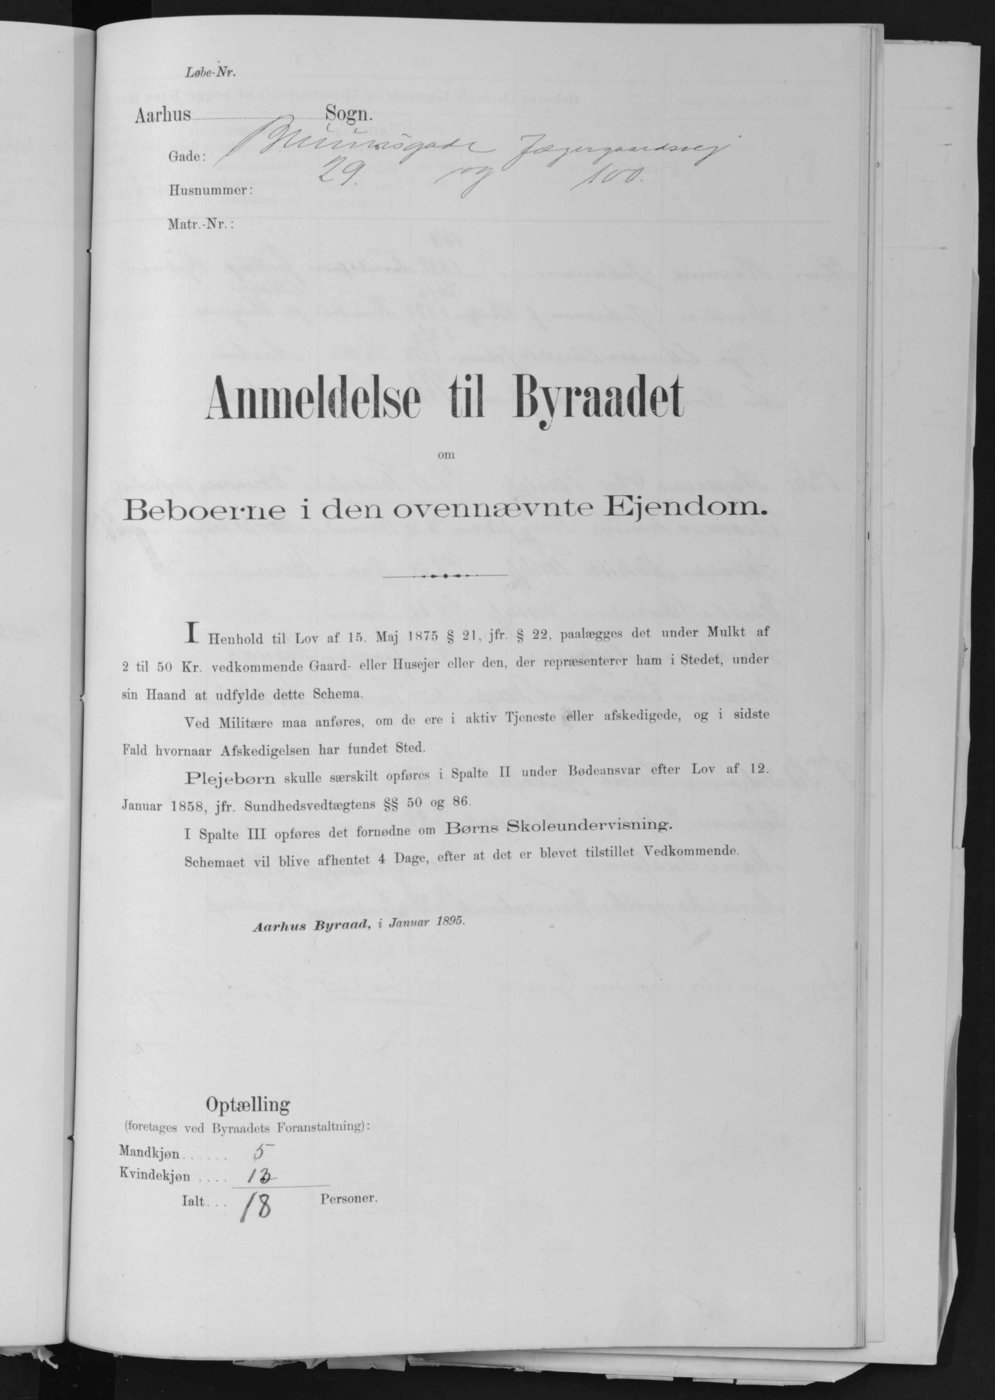 Løbe-Nr.
Aarhus Sogn.
Gade: Bruunsgade Jægergaardsvej
Husnummer: 29. og 100.
Matr.-Nr.:
Anmeldelse til Byraadet
om
Beboerne i den ovennævnte Ejendom.
I Henhold til Lov af 15. Maj 1875 § 21, jfr. § 22, paalægges det under Mulkt af
2 til 50 Kr. vedkommende Gaard- eller Husejer eller den, der repræsenterer ham i Stedet, under
sin Haand at udfylde dette Schema.
Ved Militære maa anføres, om de ere i aktiv Tjeneste eller afskedigede, og i sidste
Fald hvornaar Afskedigelsen har fundet Sted.
Plejebørn skulle særskilt opføres i Spalte II under Bødeansvar efter Lov af 12.
Januar 1858, jfr. Sundhedsvedtægtens §§ 50 og 86.
I Spalte III opføres det fornødne om Børns Skoleundervisning.
Schemaet vil blive afhentet 4 Dage, efter at det er blevet tilstillet Vedkommende.
Aarhus Byraad, i Januar 1895.
Optælling
(foretages ved Byraadets Foranstaltning):
Mandkjøn...... 5
Kvindekjøn .... 13
Ialt... 18 Personer.